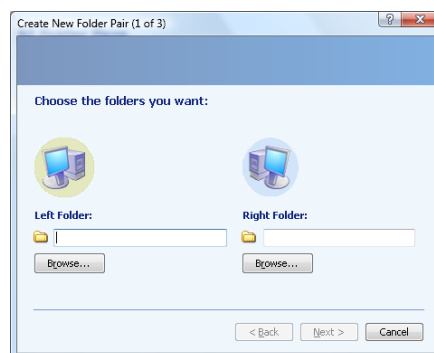 Create New Folder Pair (1 of 3)
Choose the folders you want:
Left Folder:
Right Folder:
Browse...
Browse...
< Back
Next >
Cancel